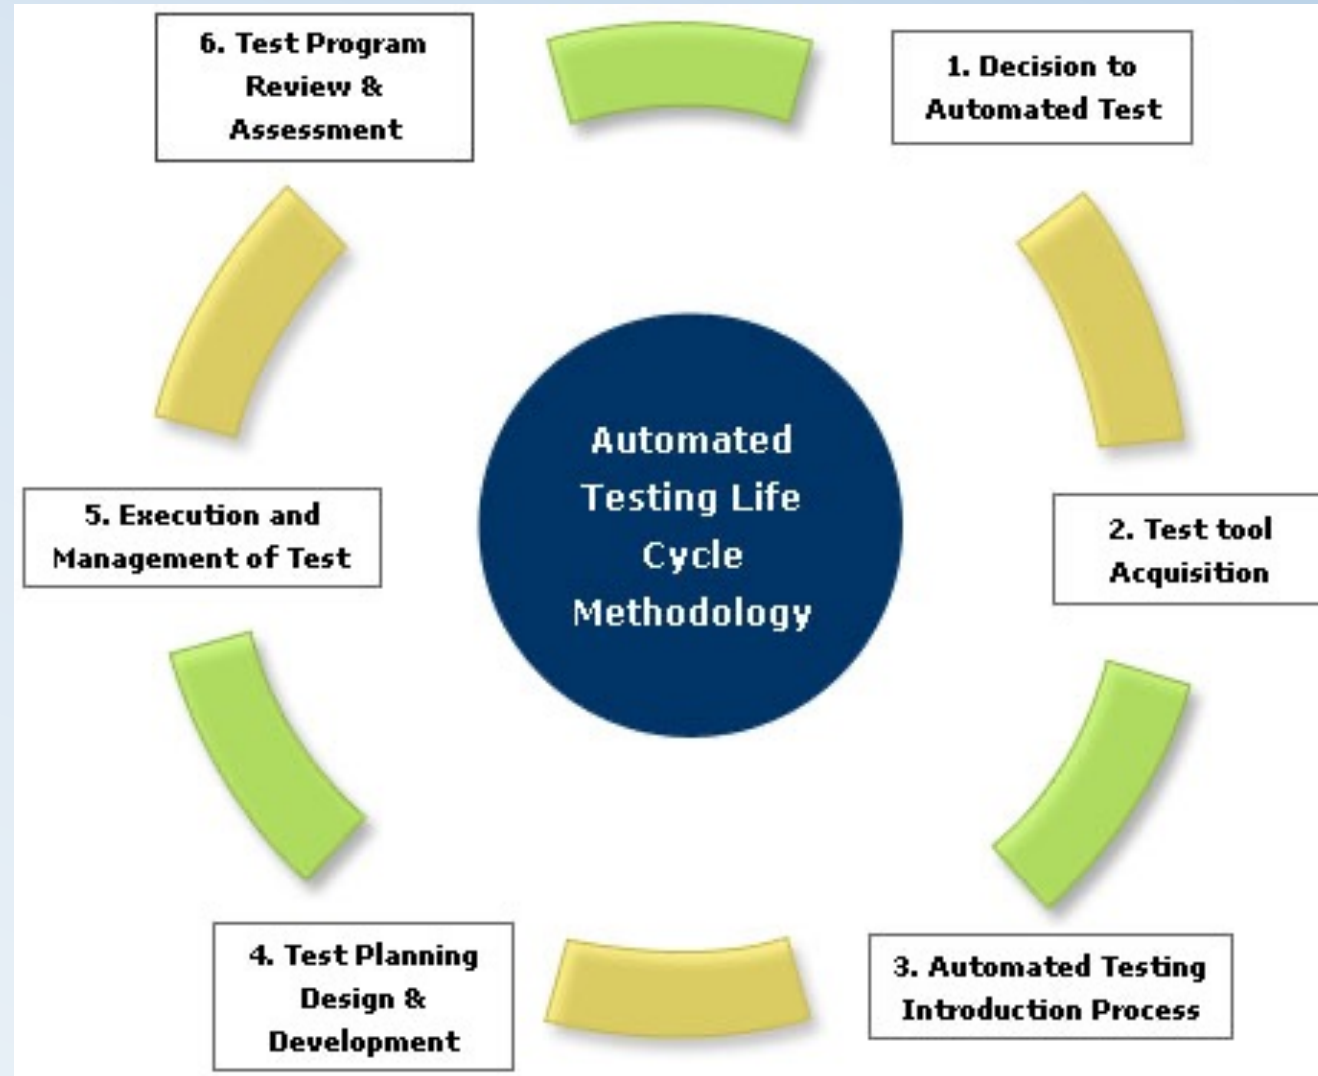 6. Test Program
Review &
Assessment
1. Decision to
Automated Test
Automated
Testing Life
Cycle
Methodology
5. Execution and
Management of Test
2. Test tool
Acquisition
4. Test Planning
Design &
Development
3. Automated Testing
Introduction Process